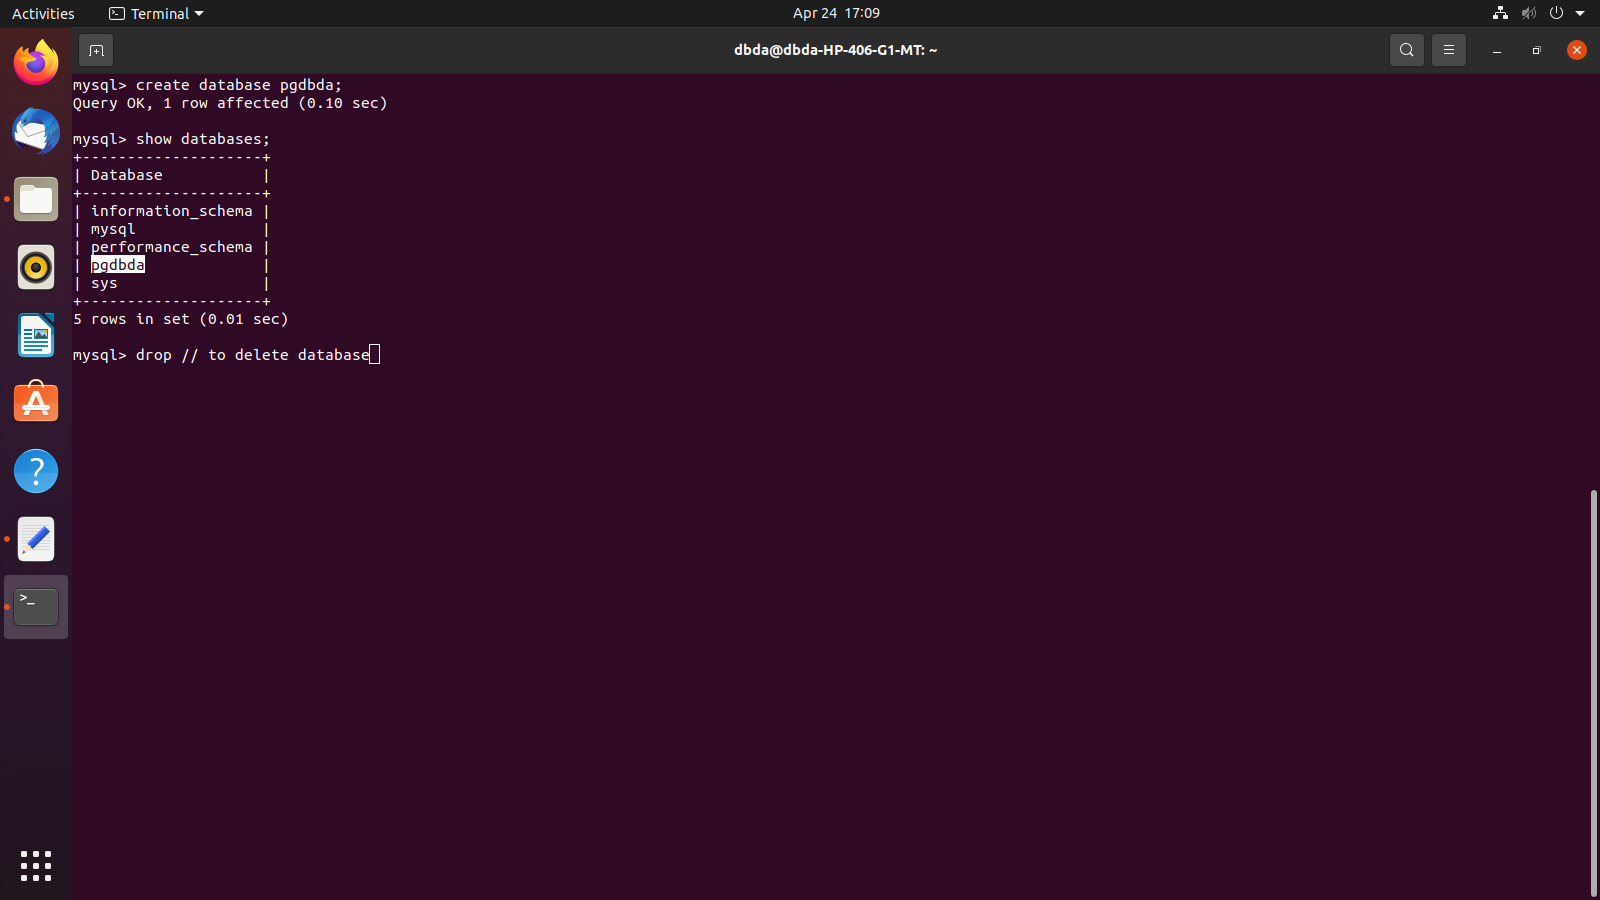 Activities
Terminal
Apr 24 17:09
dbda@dbda-HP-406-G1-MT: ~
mysql> create database pgdbda;
Query OK, 1 row affected (0.10 sec)
mysql> show databases;
+--------------------+
| Database           |
+--------------------+
| information_schema |
| mysql              |
| performance_schema |
| pgdbda             |
| sys                |
+--------------------+
5 rows in set (0.01 sec)
mysql> drop // to delete database